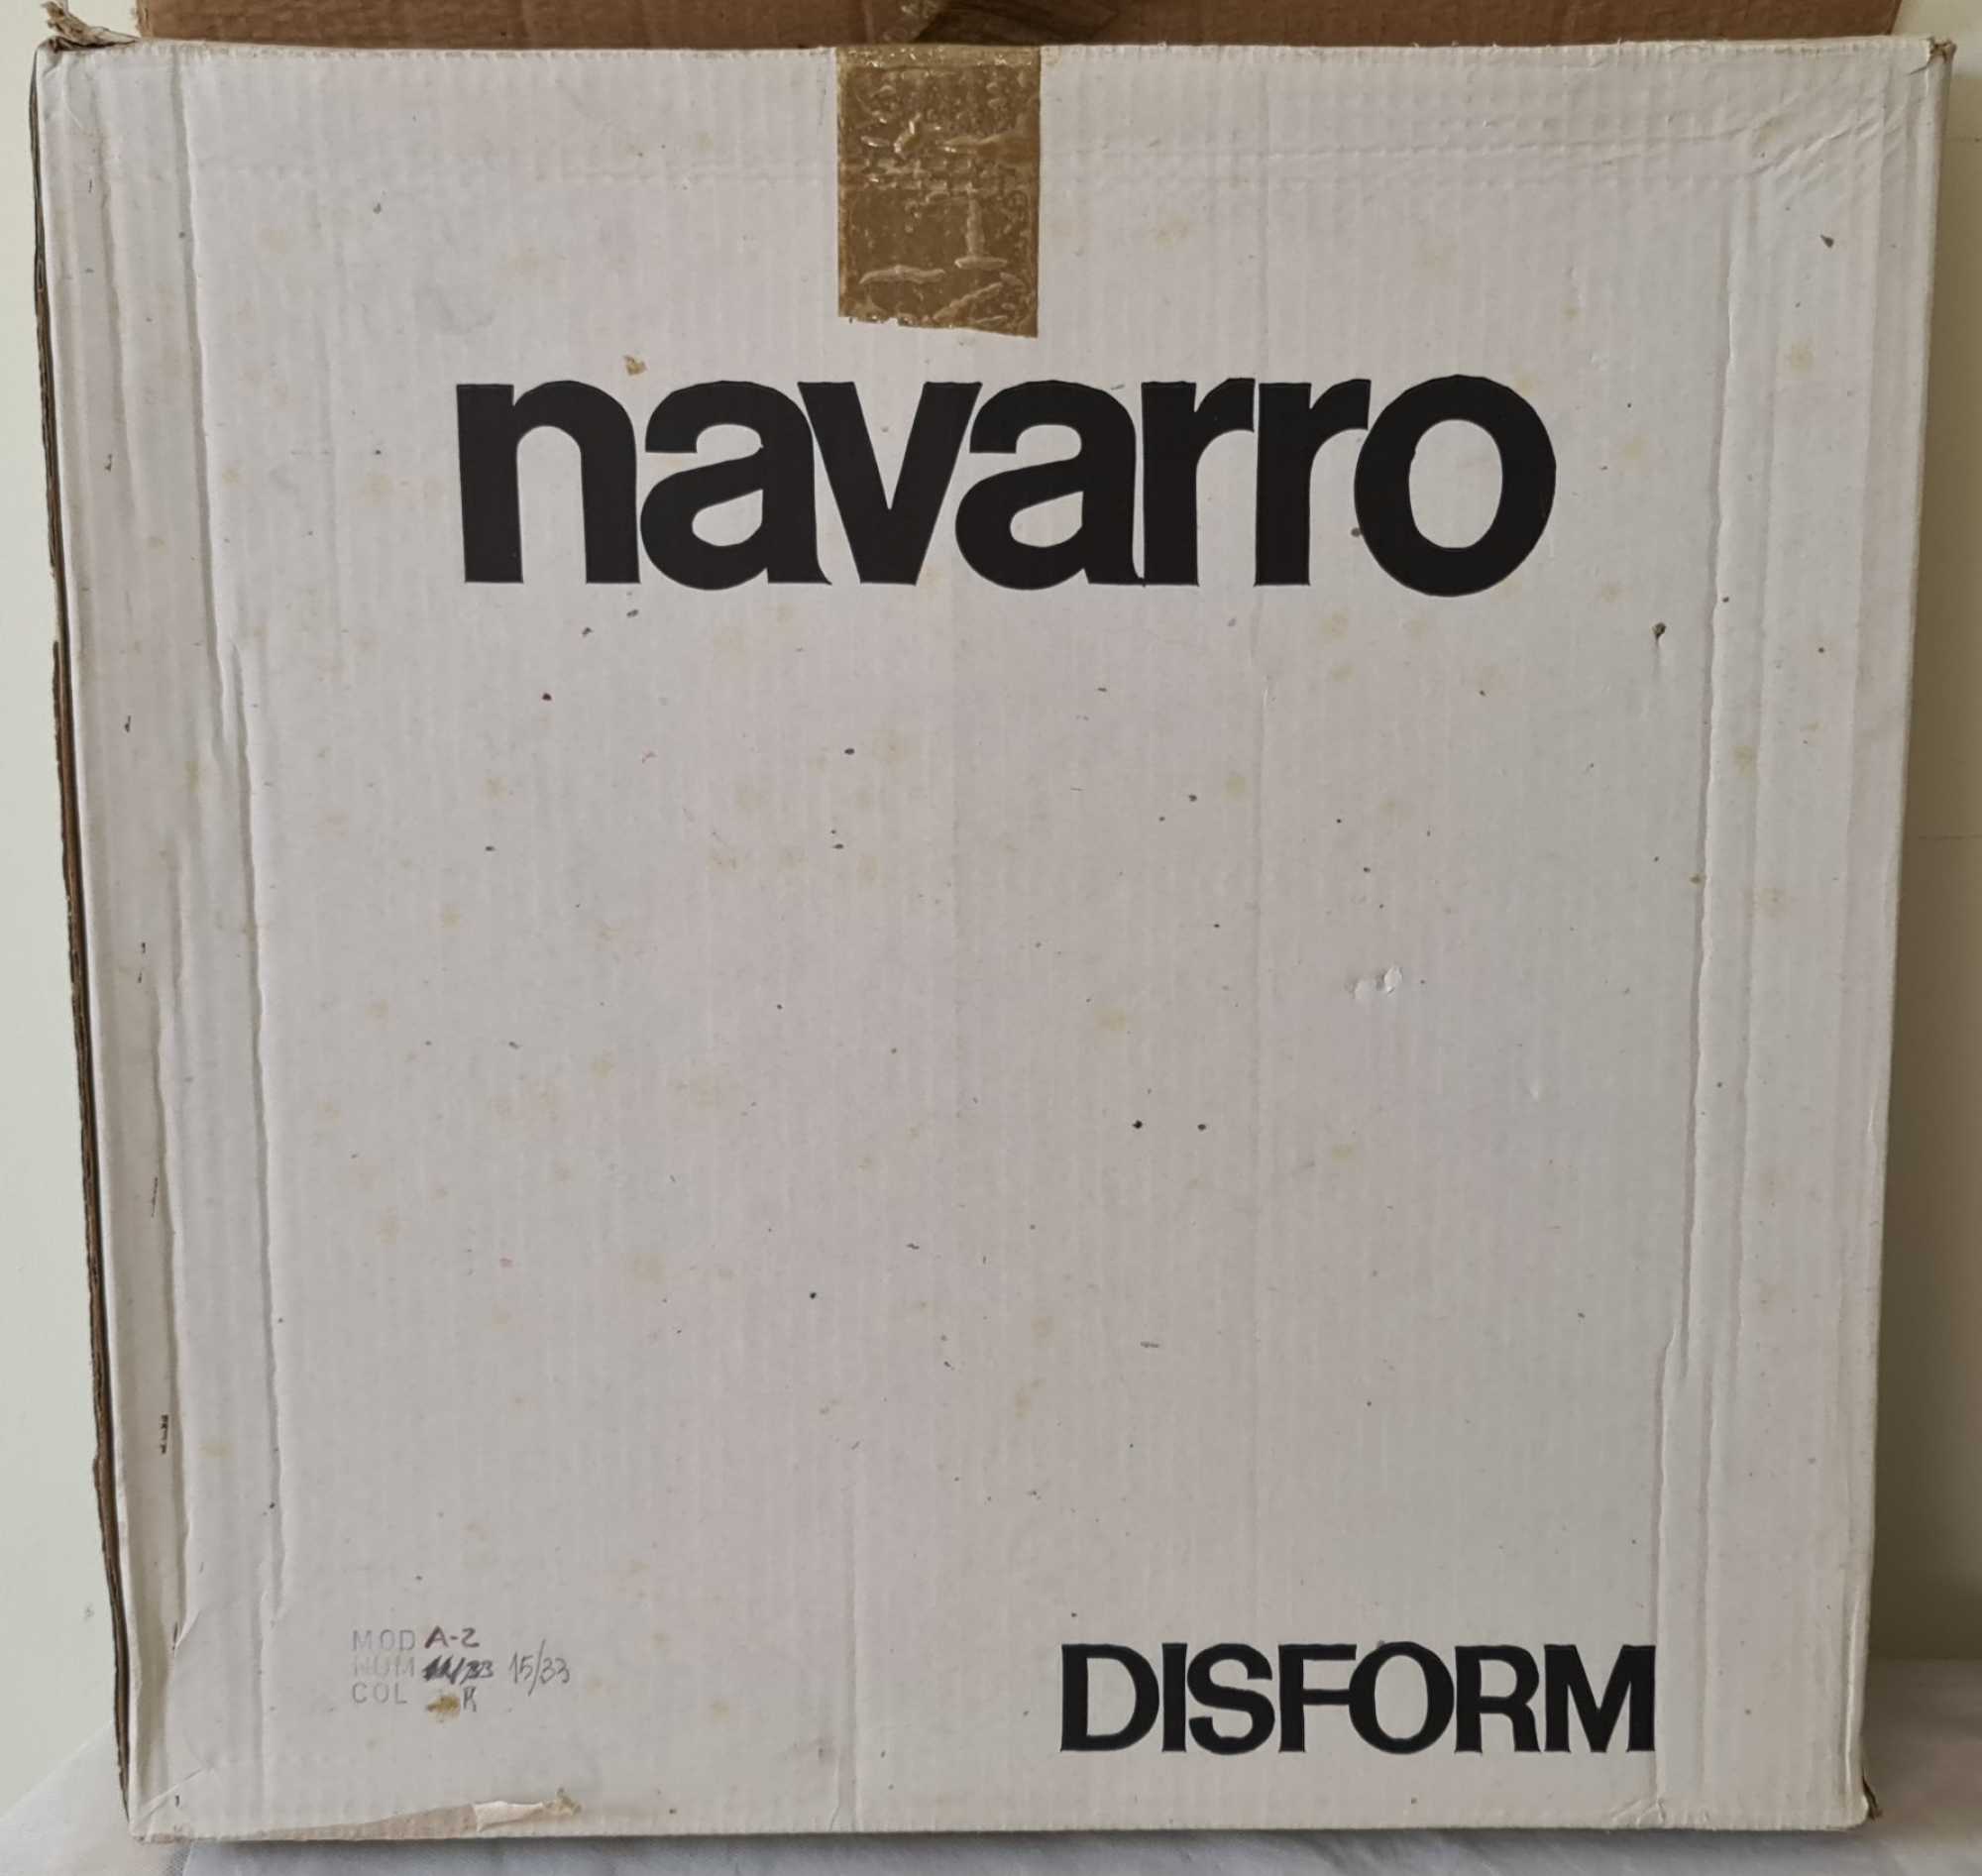 navarro
MOD A-2
NUM 15/33
COL R
DISFORM